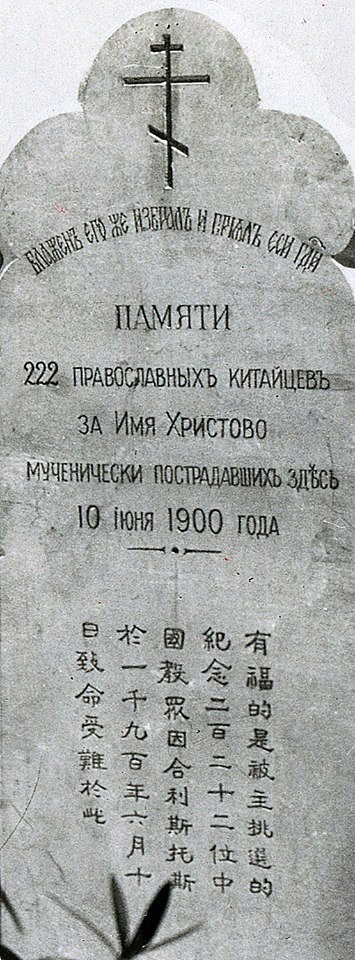 БЛАЖЕНЪ ЕГО ЖЕ ИЗБРАЛЪ И ПРІѦЛЪ ЕСИ ГДИ
ПАМЯТИ
222 ПРАВОСЛАВНЫХЪ КИТАЙЦЕВЪ
ЗА ИМЯ ХРИСТОВО
МУЧЕНИЧЕСКИ ПОСТРАДАВШИХЪ ЗДѢСЬ
10 ІЮНЯ 1900 ГОДА
有福的是被主挑選的
紀念二百二十二位中
國教眾因合利斯托斯
於一千九百年六月十
日致命受難於此